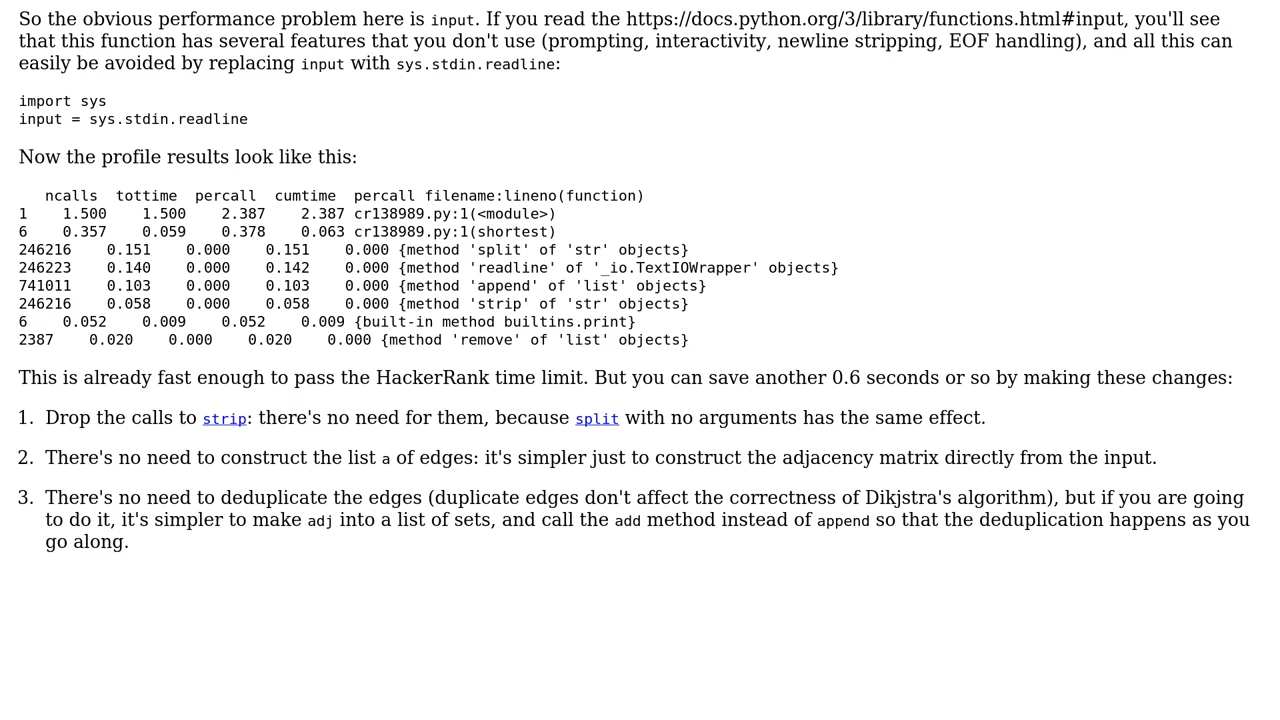 So the obvious performance problem here is input. If you read the https://docs.python.org/3/library/functions.html#input, you'll see
that this function has several features that you don't use (prompting, interactivity, newline stripping, EOF handling), and all this can
easily be avoided by replacing input with sys.stdin.readline:
import sys
input = sys.stdin.readline
Now the profile results look like this:
   ncalls  tottime  percall  cumtime  percall filename:lineno(function)
1    1.500    1.500    2.387    2.387 cr138989.py:1(<module>)
6    0.357    0.059    0.378    0.063 cr138989.py:1(shortest)
246216    0.151    0.000    0.151    0.000 {method 'split' of 'str' objects}
246223    0.140    0.000    0.142    0.000 {method 'readline' of '_io.TextIOWrapper' objects}
741011    0.103    0.000    0.103    0.000 {method 'append' of 'list' objects}
246216    0.058    0.000    0.058    0.000 {method 'strip' of 'str' objects}
6    0.052    0.009    0.052    0.009 {built-in method builtins.print}
2387    0.020    0.000    0.020    0.000 {method 'remove' of 'list' objects}
This is already fast enough to pass the HackerRank time limit. But you can save another 0.6 seconds or so by making these changes:
1. Drop the calls to strip: there's no need for them, because split with no arguments has the same effect.
2. There's no need to construct the list a of edges: it's simpler just to construct the adjacency matrix directly from the input.
3. There's no need to deduplicate the edges (duplicate edges don't affect the correctness of Dikjstra's algorithm), but if you are going
to do it, it's simpler to make adj into a list of sets, and call the add method instead of append so that the deduplication happens as you
go along.